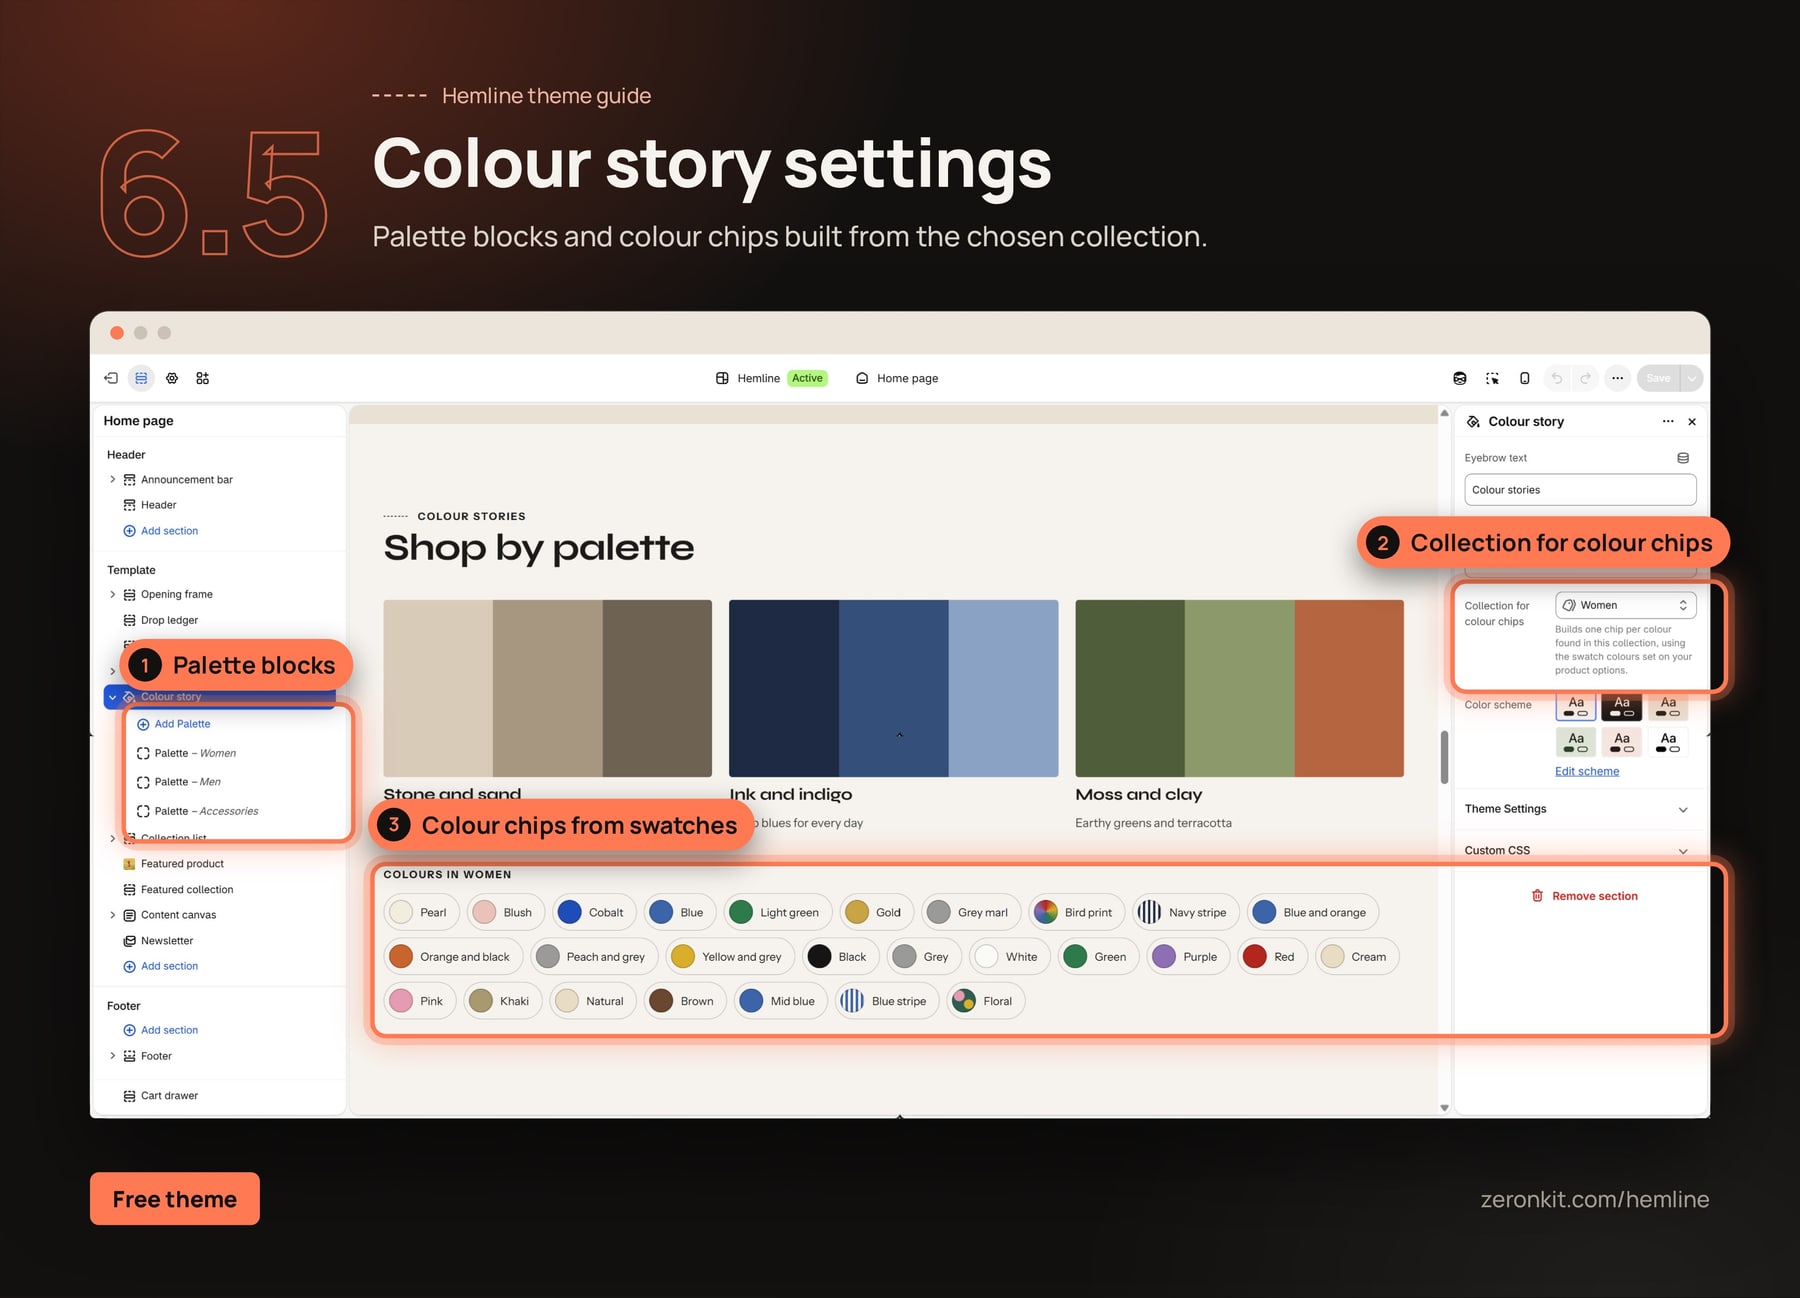 Hemline theme guide
6.5
Colour story settings
Palette blocks and colour chips built from the chosen collection.
Hemline Active Home page
Save
Home page
Header
Announcement bar
Header
Add section
Template
Opening frame
Drop ledger
1 Palette blocks
Colour story
Add Palette
Palette – Women
Palette – Men
Palette – Accessories
Collection list
Featured product
Featured collection
Content canvas
Newsletter
Add section
Footer
Add section
Footer
Cart drawer
COLOUR STORIES
Shop by palette
Stone and sand
Ink and indigo
blues for every day
Moss and clay
Earthy greens and terracotta
3 Colour chips from swatches
COLOURS IN WOMEN
Pearl Blush Cobalt Blue Light green Gold Grey marl Bird print Navy stripe Blue and orange
Orange and black Peach and grey Yellow and grey Black Grey White Green Purple Red Cream
Pink Khaki Natural Brown Mid blue Blue stripe Floral
Colour story
Eyebrow text
Colour stories
2 Collection for colour chips
Collection for
colour chips
Women
Builds one chip per colour
found in this collection, using
the swatch colours set on your
product options.
Color scheme
Aa Aa Aa
Aa Aa Aa
Edit scheme
Theme Settings
Custom CSS
Remove section
Free theme
zeronkit.com/hemline